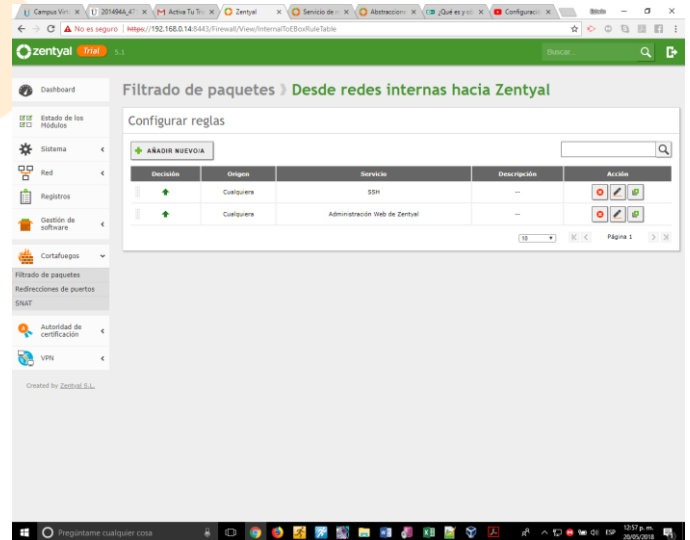 Campus Virt
201494A_47
Activa Tu Tri
Zentyal
Servicio de
Abstraccion
¿Qué es y có
Configuració
No es seguro | https://192.168.0.14:8443/Firewall/View/InternalToEBoxRuleTable
zentyal Trial 5.1
Buscar...
Dashboard
Estado de los
Módulos
Sistema
Red
Registros
Gestión de
software
Cortafuegos
Filtrado de paquetes
Redirecciones de puertos
SNAT
Autoridad de
certificación
VPN
Created by Zentyal S.L.
Filtrado de paquetes Desde redes internas hacia Zentyal
Configurar reglas
AÑADIR NUEVO/A
Decisión Origen Servicio Descripción Acción
Cualquiera SSH --
Cualquiera Administración Web de Zentyal --
10 Página 1
Pregúntame cualquier cosa
ESP
12:57 p. m.
20/05/2018